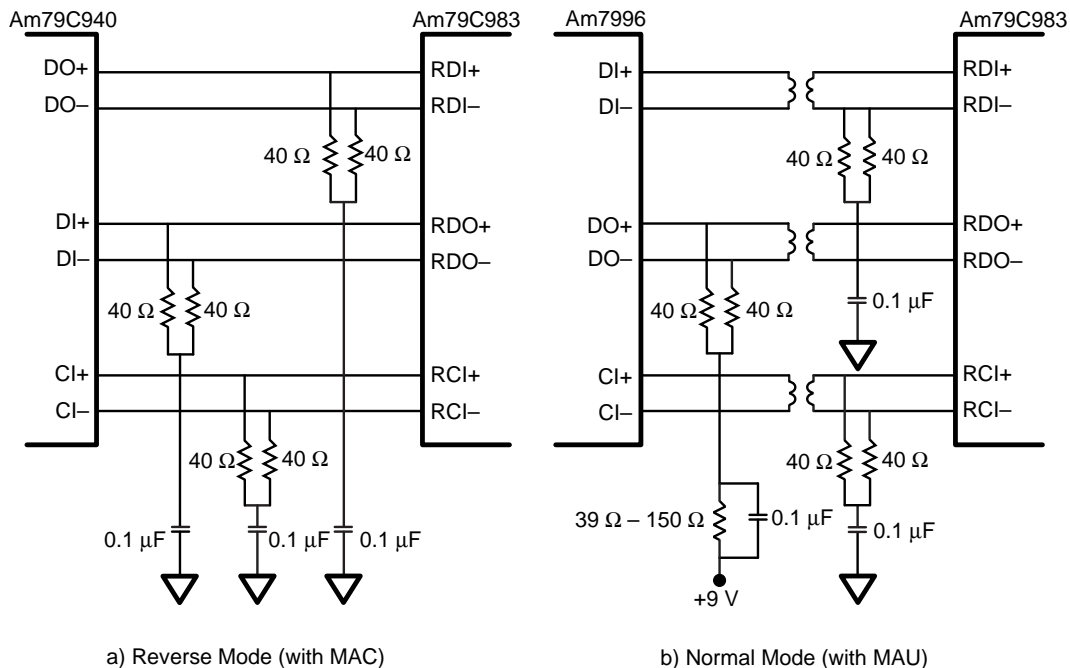 Am79C940 Am79C983
DO+ RDI+
DO– RDI–
40 Ω 40 Ω
DI+ RDO+
DI– RDO–
40 Ω 40 Ω
CI+ RCI+
CI– RCI–
40 Ω 40 Ω
0.1 µF 0.1 µF 0.1 µF
a) Reverse Mode (with MAC)
Am7996 Am79C983
DI+ RDI+
DI– RDI–
40 Ω 40 Ω
DO+ RDO+
DO– RDO–
40 Ω 40 Ω 0.1 µF
CI+ RCI+
CI– RCI–
40 Ω 40 Ω
39 Ω – 150 Ω 0.1 µF 0.1 µF
+9 V
b) Normal Mode (with MAU)